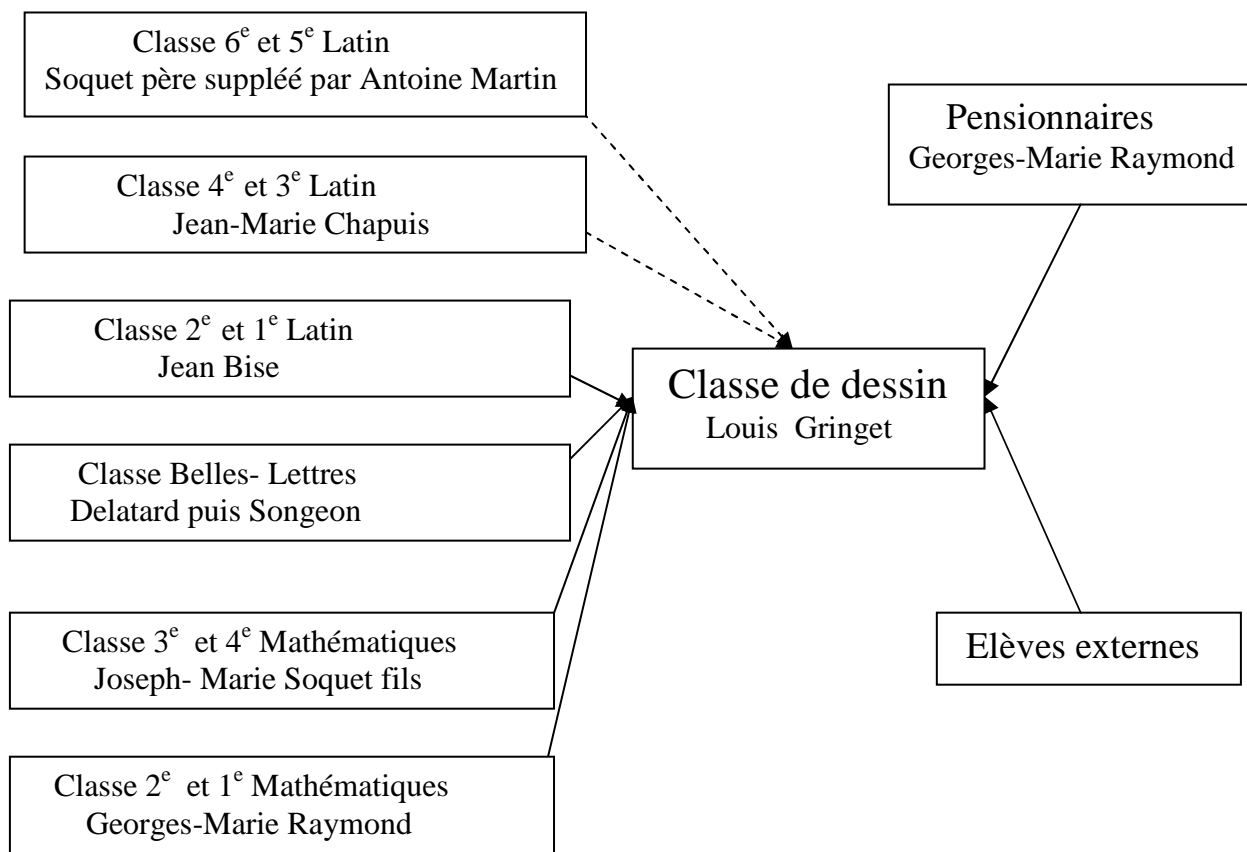 Classe 6e et 5e Latin
Soquet père suppléé par Antoine Martin
Classe 4e et 3e Latin
Jean-Marie Chapuis
Classe 2e et 1e Latin
Jean Bise
Classe Belles- Lettres
Delatard puis Songeon
Classe 3e et 4e Mathématiques
Joseph- Marie Soquet fils
Classe 2e et 1e Mathématiques
Georges-Marie Raymond
Classe de dessin
Louis Gringet
Pensionnaires
Georges-Marie Raymond
Elèves externes